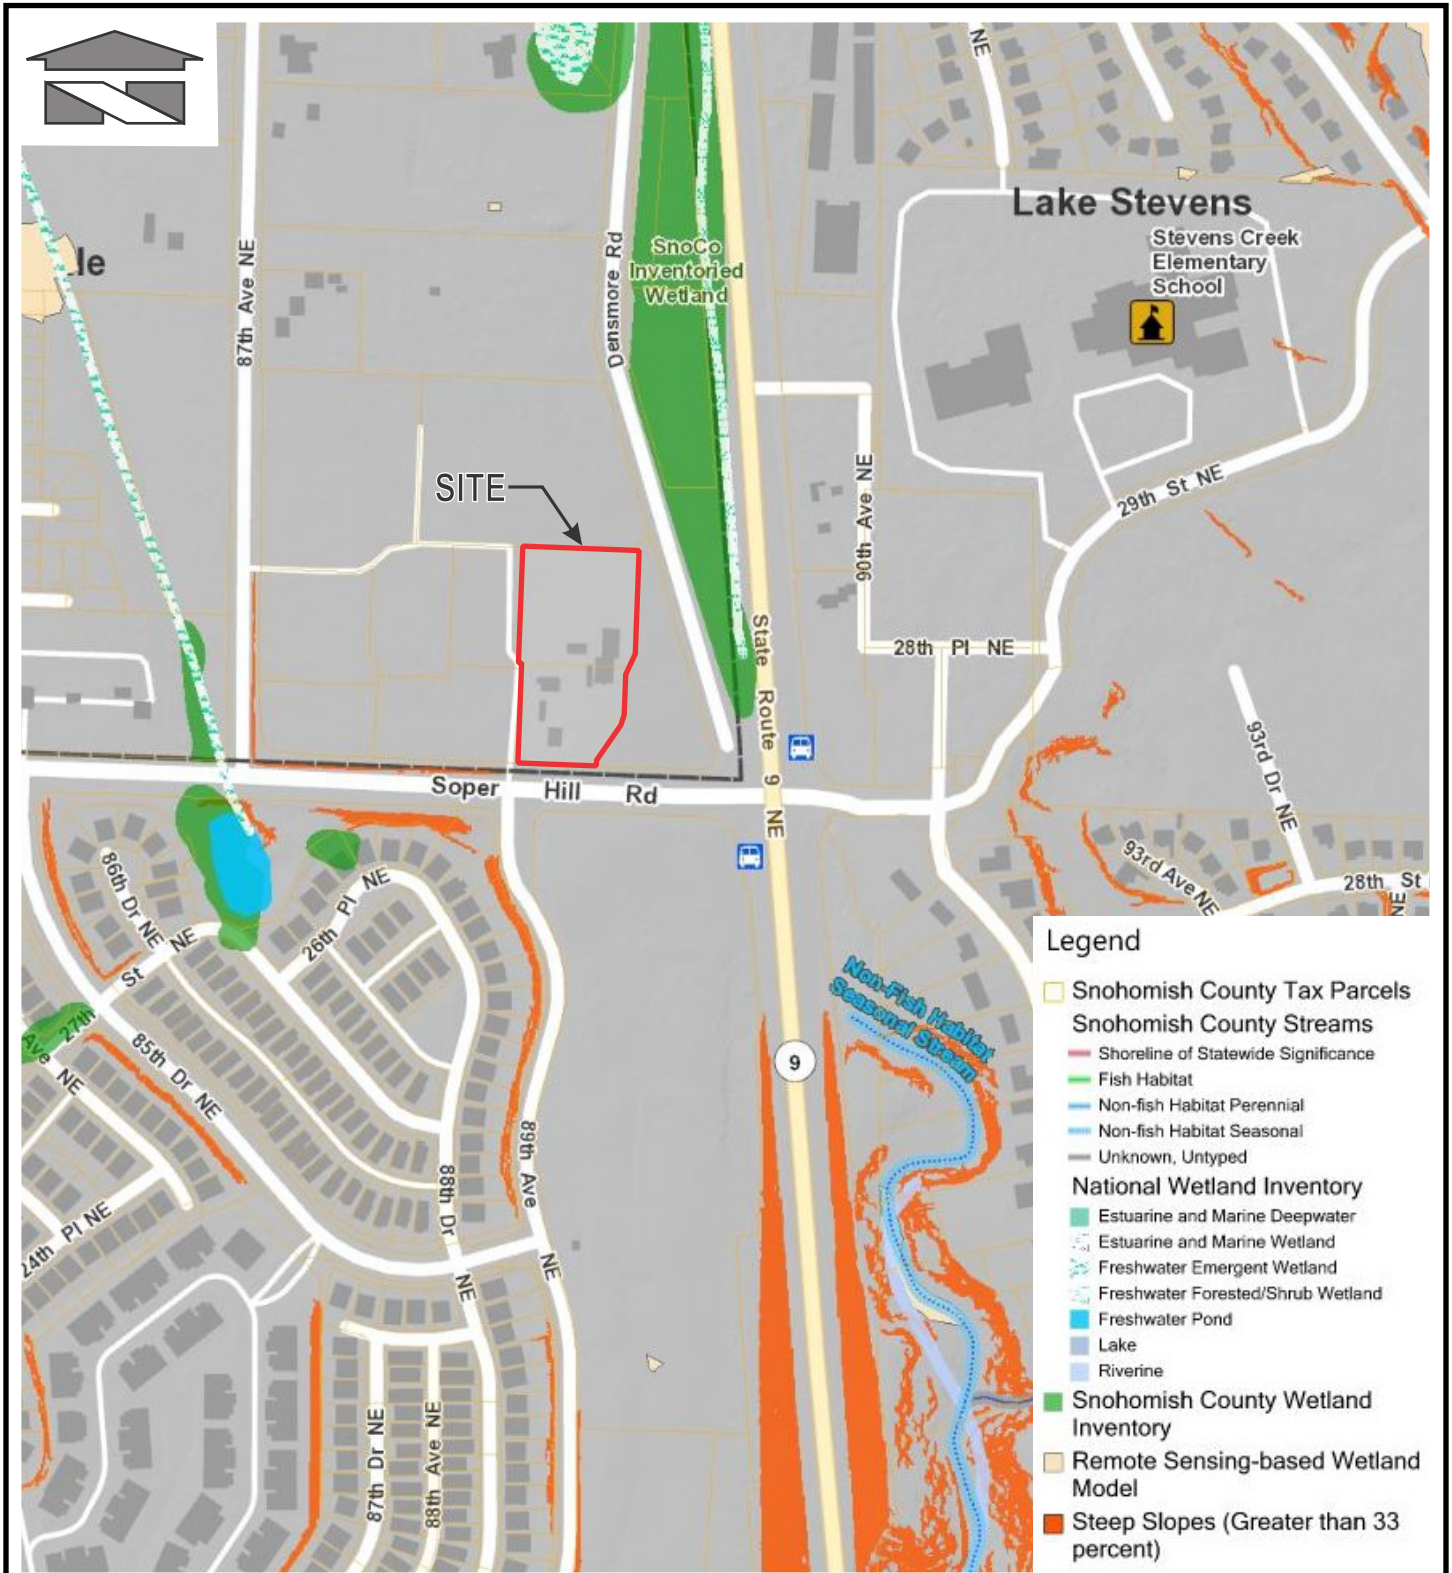 Lake Stevens
Stevens Creek
Elementary
School
NE
87th Ave NE
Densmore Rd
SnoCo
Inventoried
Wetland
SITE
90th Ave NE
29th St NE
28th Pl NE
State Route 9 NE
93rd Dr NE
Soper Hill Rd
93rd Ave NE
28th St
NE
86th Dr NE
26th Pl NE
27th St NE
Ave NE
85th Dr NE
24th Pl NE
88th Dr NE
89th Ave NE
87th Dr NE
88th Ave NE
9
Non-Fish Habitat
Seasonal Stream
Legend
Snohomish County Tax Parcels
Snohomish County Streams
Shoreline of Statewide Significance
Fish Habitat
Non-fish Habitat Perennial
Non-fish Habitat Seasonal
Unknown, Untyped
National Wetland Inventory
Estuarine and Marine Deepwater
Estuarine and Marine Wetland
Freshwater Emergent Wetland
Freshwater Forested/Shrub Wetland
Freshwater Pond
Lake
Riverine
Snohomish County Wetland
Inventory
Remote Sensing-based Wetland
Model
Steep Slopes (Greater than 33
percent)